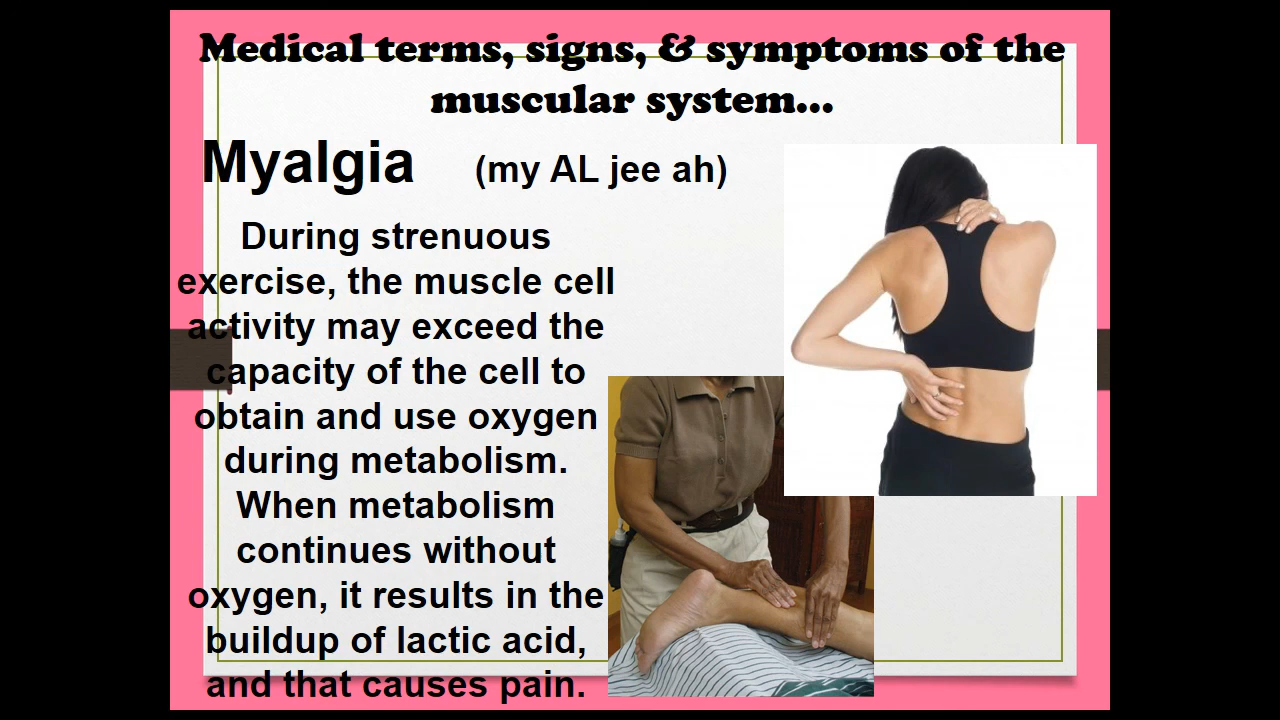 Medical terms, signs, & symptoms of the
muscular system...
Myalgia (my AL jee ah)
During strenuous
exercise, the muscle cell
activity may exceed the
capacity of the cell to
obtain and use oxygen
during metabolism.
When metabolism
continues without
oxygen, it results in the
buildup of lactic acid,
and that causes pain.